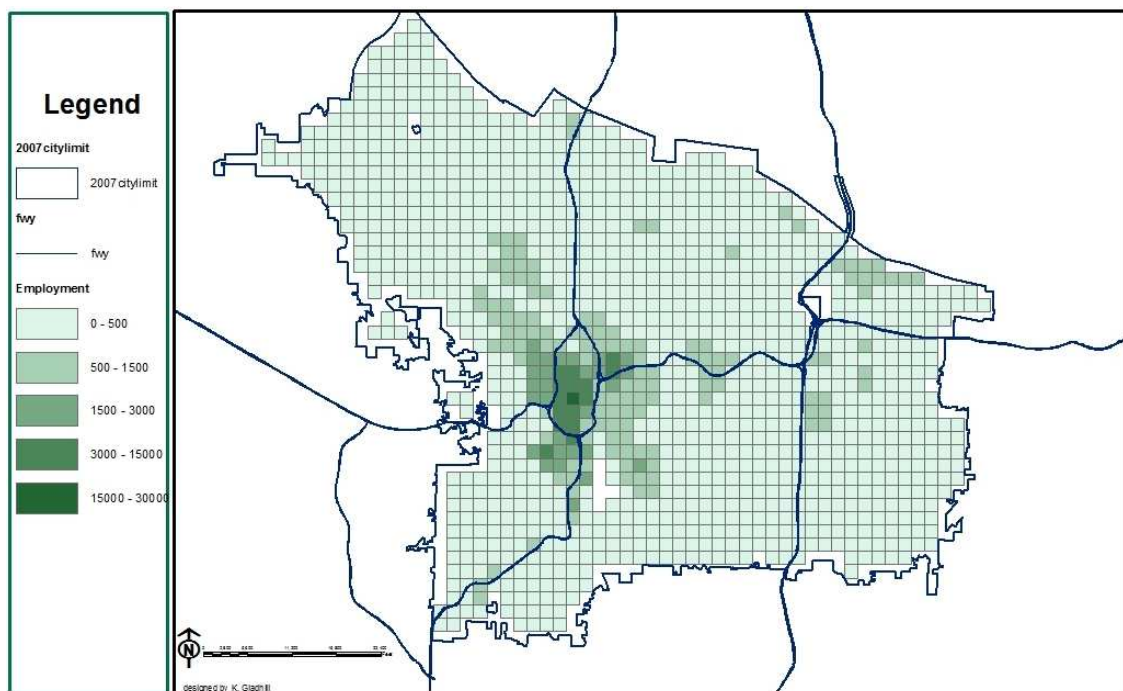 Legend
2007citylimit
2007citylimit
fwy
fwy
Employment
0 - 500
500 - 1500
1500 - 3000
3000 - 15000
15000 - 30000
N
designed by K. Gladhill